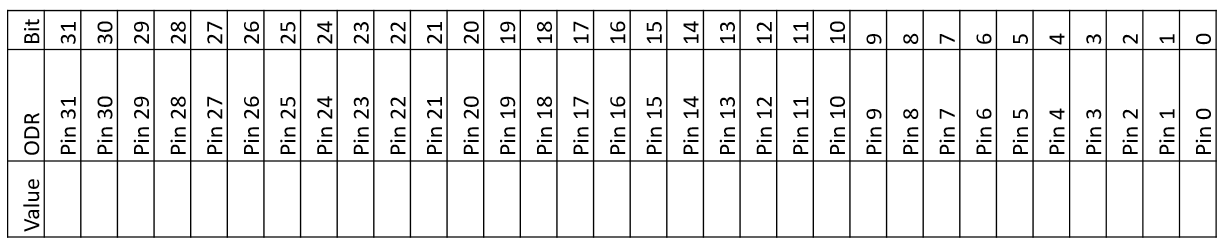 Bit 31 30 29 28 27 26 25 24 23 22 21 20 19 18 17 16 15 14 13 12 11 10 9 8 7 6 5 4 3 2 1 0
ODR Pin 31 Pin 30 Pin 29 Pin 28 Pin 27 Pin 26 Pin 25 Pin 24 Pin 23 Pin 22 Pin 21 Pin 20 Pin 19 Pin 18 Pin 17 Pin 16 Pin 15 Pin 14 Pin 13 Pin 12 Pin 11 Pin 10 Pin 9 Pin 8 Pin 7 Pin 6 Pin 5 Pin 4 Pin 3 Pin 2 Pin 1 Pin 0
Value